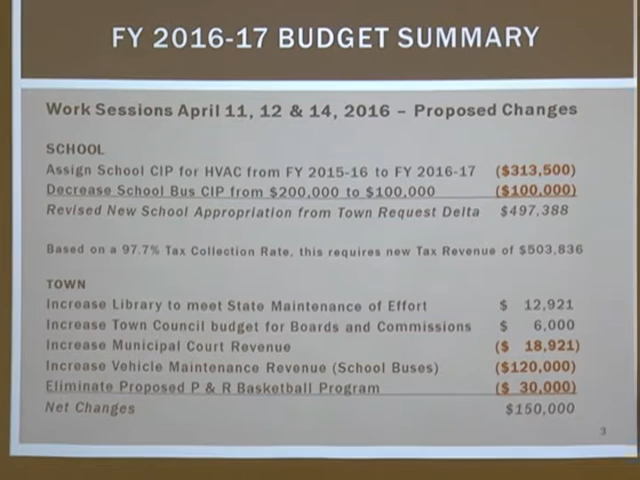 FY 2016-17 BUDGET SUMMARY
Work Sessions April 11, 12 & 14, 2016 – Proposed Changes
SCHOOL
Assign School CIP for HVAC from FY 2015-16 to FY 2016-17 ($313,500)
Decrease School Bus CIP from $200,000 to $100,000 ($100,000)
Revised New School Appropriation from Town Request Delta $497,388
Based on a 97.7% Tax Collection Rate, this requires new Tax Revenue of $503,836
TOWN
Increase Library to meet State Maintenance of Effort $ 12,921
Increase Town Council budget for Boards and Commissions $ 6,000
Increase Municipal Court Revenue ($ 18,921)
Increase Vehicle Maintenance Revenue (School Buses) ($120,000)
Eliminate Proposed P & R Basketball Program ($ 30,000)
Net Changes $150,000
3